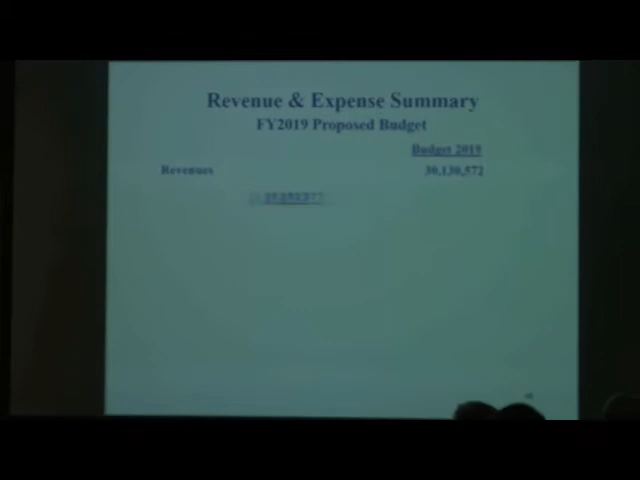 Revenue & Expense Summary
FY2019 Proposed Budget
Budget 2019
Revenues 30,130,572